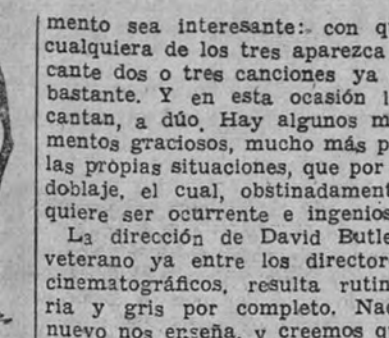 mento sea interesante: con q
cualquiera de los tres aparezca
cante dos o tres canciones ya
bastante. Y en esta ocasión l
cantan, a dúo. Hay algunos m
mentos graciosos, mucho más p
las propias situaciones, que por
doblaje, el cual, obstinadament
quiere ser ocurrente e ingenios
La dirección de David Butle
veterano ya entre los director
cinematográficos, resulta rutin
ria y gris por completo. Nad
nuevo nos enseña, y creemos q